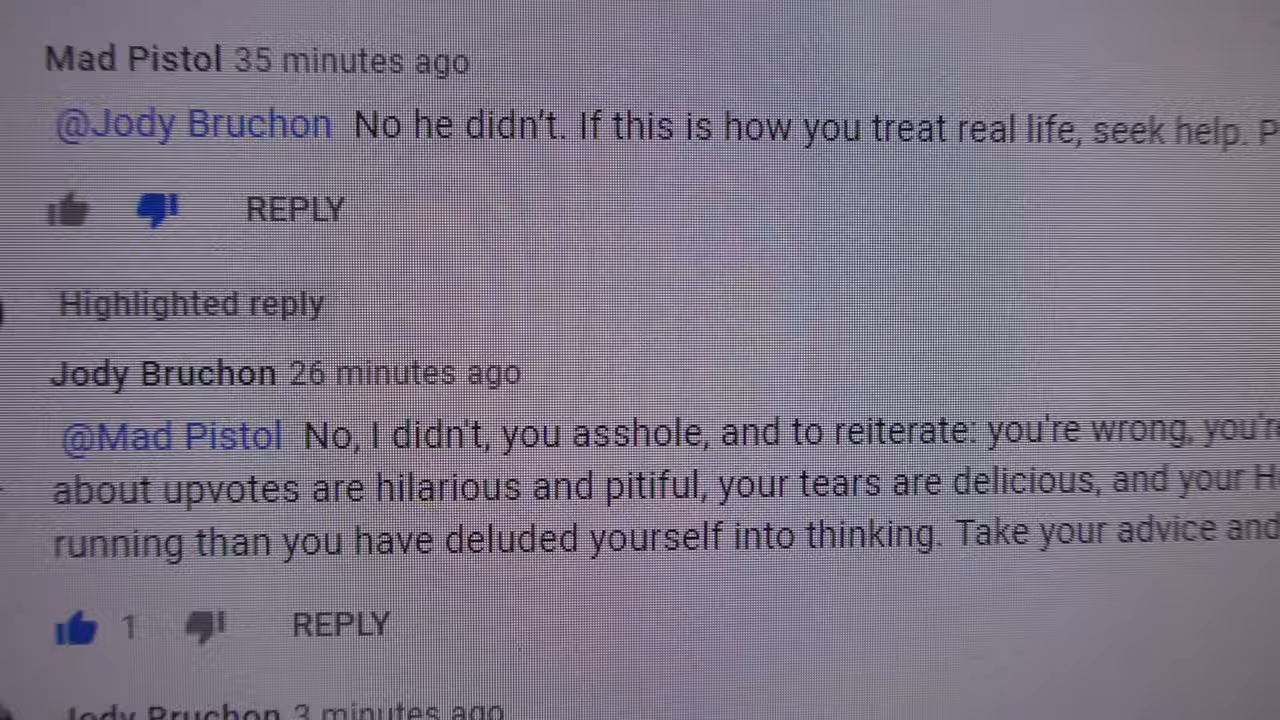 Mad Pistol 35 minutes ago
@Jody Bruchon No he didn't. If this is how you treat real life, seek help.
REPLY
Highlighted reply
Jody Bruchon 26 minutes ago
@Mad Pistol No, I didn't, you asshole, and to reiterate: you're wrong,
about upvotes are hilarious and pitiful, your tears are delicious, and your
running than you have deluded yourself into thinking. Take your advice and
1 REPLY
Jody Bruchon 3 minutes ago